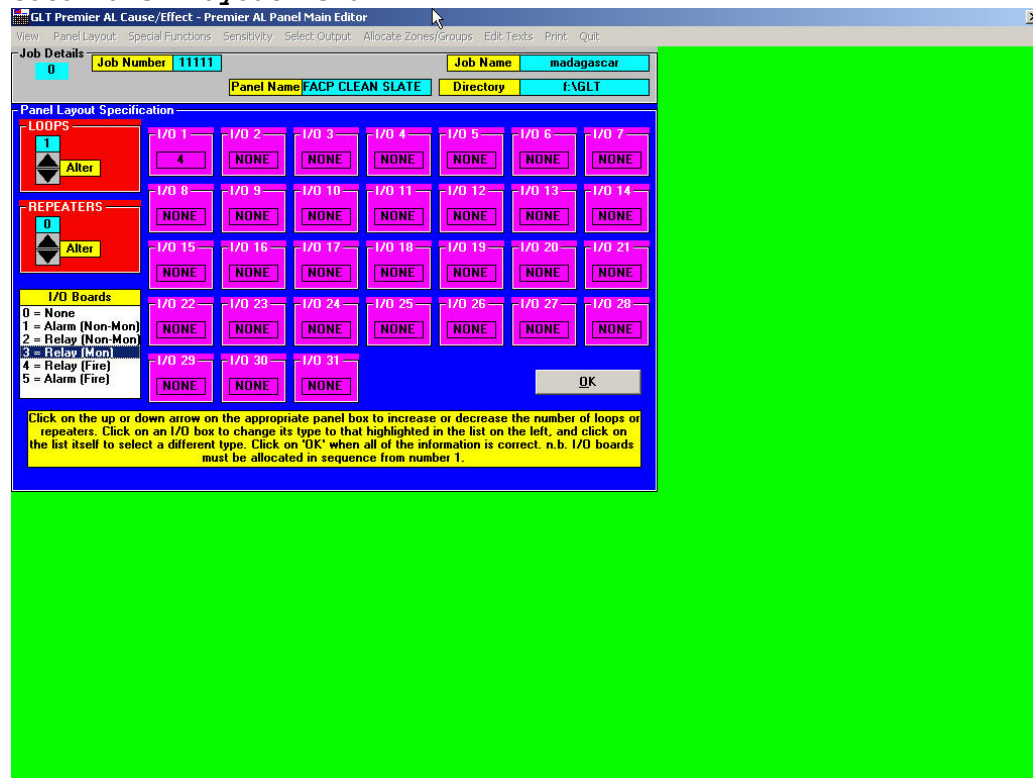 GLT Premier AL Cause/Effect - Premier AL Panel Main Editor
View Panel Layout Special Functions Sensitivity Select Output Allocate Zones/Groups Edit Texts Print Quit
Job Details
0
Job Number 11111
Job Name madagascar
Panel Name FACP CLEAN SLATE
Directory f:\GLT
Panel Layout Specification
LOOPS
1
Alter
REPEATERS
0
Alter
I/O Boards
0 = None
1 = Alarm (Non-Mon)
2 = Relay (Non-Mon)
3 = Relay (Mon)
4 = Relay (Fire)
5 = Alarm (Fire)
I/O 1 I/O 2 I/O 3 I/O 4 I/O 5 I/O 6 I/O 7
4 NONE NONE NONE NONE NONE NONE
I/O 8 I/O 9 I/O 10 I/O 11 I/O 12 I/O 13 I/O 14
NONE NONE NONE NONE NONE NONE NONE
I/O 15 I/O 16 I/O 17 I/O 18 I/O 19 I/O 20 I/O 21
NONE NONE NONE NONE NONE NONE NONE
I/O 22 I/O 23 I/O 24 I/O 25 I/O 26 I/O 27 I/O 28
NONE NONE NONE NONE NONE NONE NONE
I/O 29 I/O 30 I/O 31
NONE NONE NONE
OK
Click on the up or down arrow on the appropriate panel box to increase or decrease the number of loops or
repeaters. Click on an I/O box to change its type to that highlighted in the list on the left, and click on
the list itself to select a different type. Click on 'OK' when all of the information is correct. n.b. I/O boards
must be allocated in sequence from number 1.